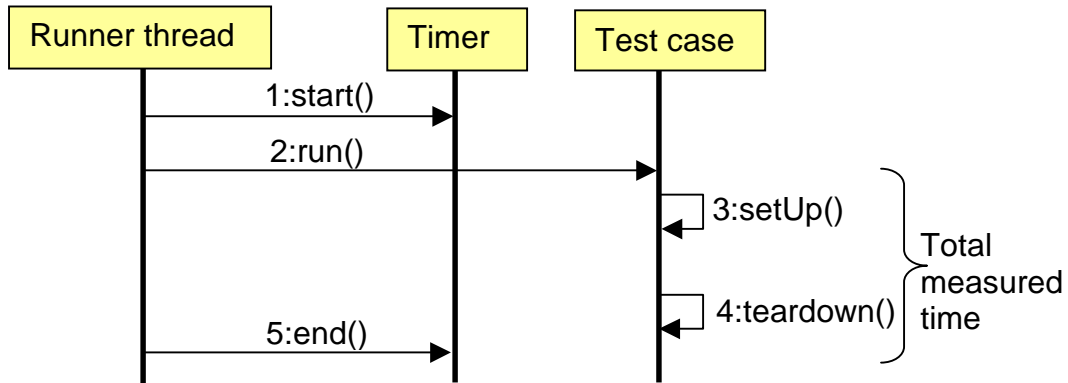 Runner thread
Timer
Test case
1:start()
2:run()
3:setUp()
Total
measured
time
4:teardown()
5:end()